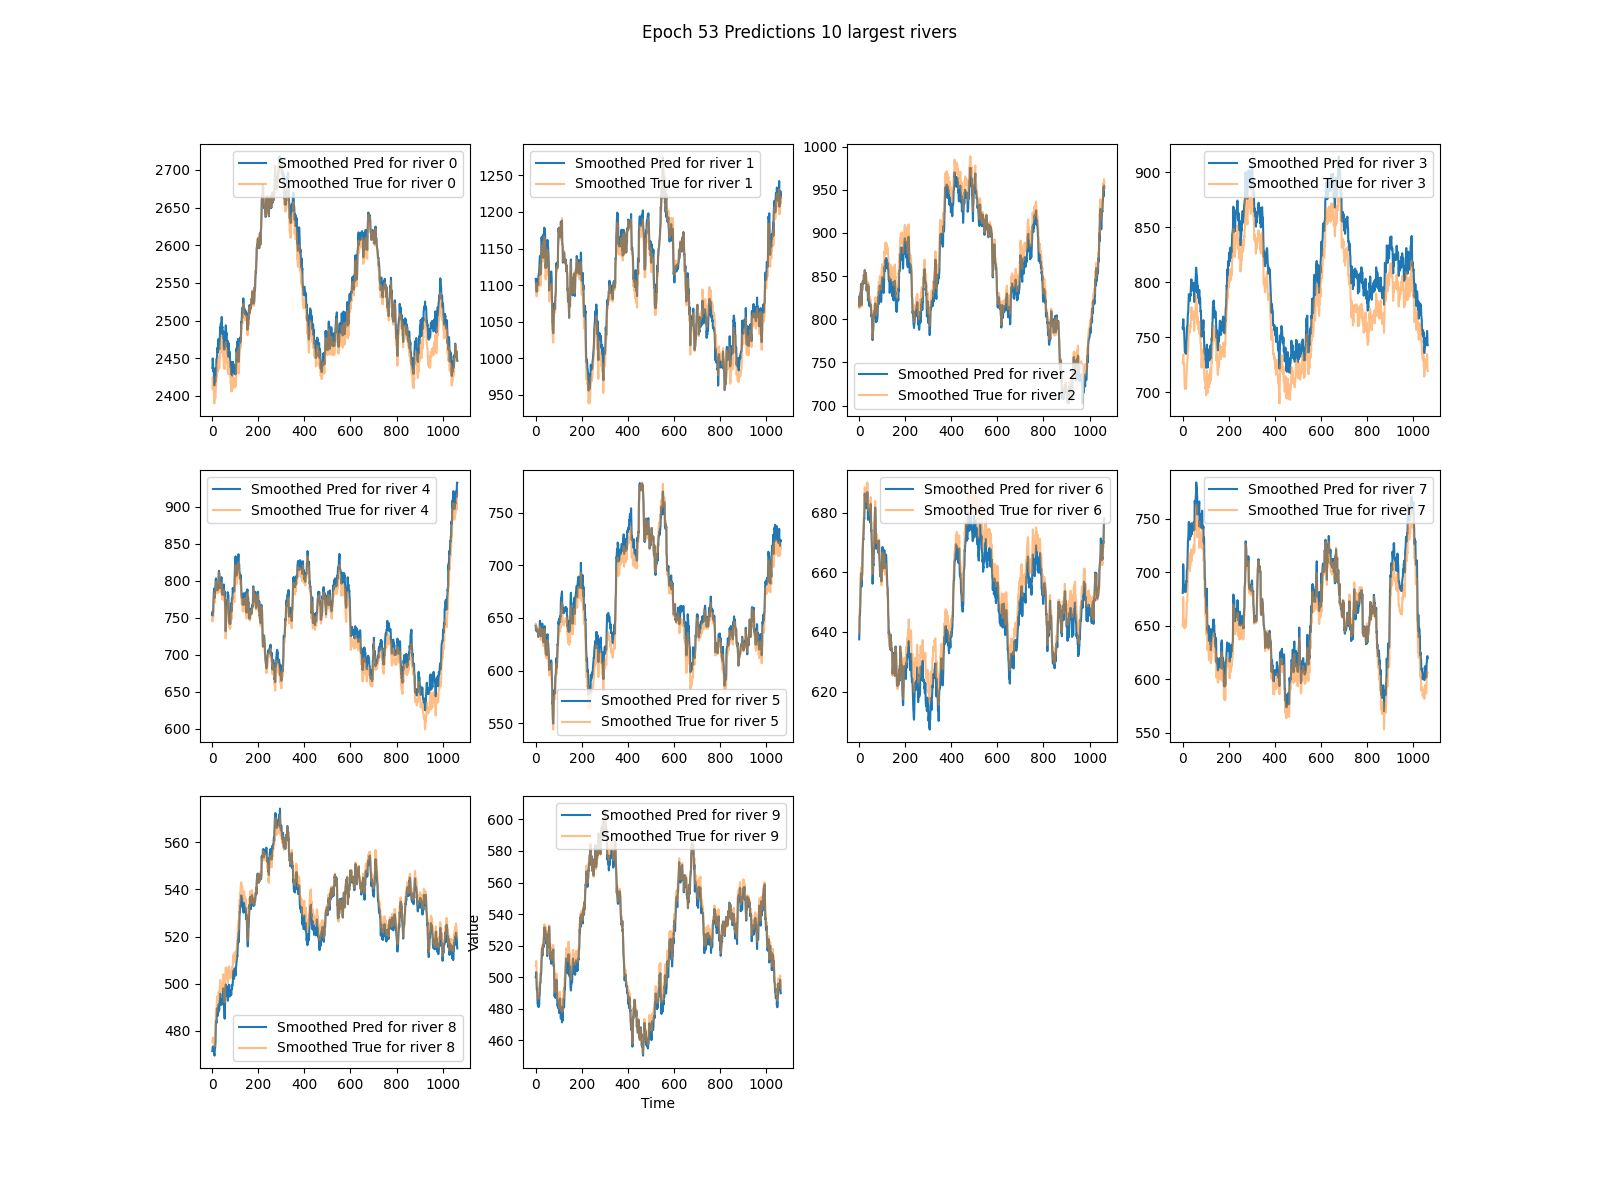 Epoch 53 Predictions 10 largest rivers
Smoothed Pred for river 0
Smoothed True for river 0
2700
2650
2600
2550
2500
2450
2400
0 200 400 600 800 1000
Smoothed Pred for river 1
Smoothed True for river 1
1250
1200
1150
1100
1050
1000
950
0 200 400 600 800 1000
1000
950
900
850
800
750
700
Smoothed Pred for river 2
Smoothed True for river 2
0 200 400 600 800 1000
Smoothed Pred for river 3
Smoothed True for river 3
900
850
800
750
700
0 200 400 600 800 1000
Smoothed Pred for river 4
Smoothed True for river 4
900
850
800
750
700
650
600
0 200 400 600 800 1000
750
700
650
600
550
Smoothed Pred for river 5
Smoothed True for river 5
0 200 400 600 800 1000
Smoothed Pred for river 6
Smoothed True for river 6
680
660
640
620
0 200 400 600 800 1000
Smoothed Pred for river 7
Smoothed True for river 7
750
700
650
600
550
0 200 400 600 800 1000
560
540
520
500
480
Smoothed Pred for river 8
Smoothed True for river 8
0 200 400 600 800 1000
Value
Smoothed Pred for river 9
Smoothed True for river 9
600
580
560
540
520
500
480
460
0 200 400 600 800 1000
Time